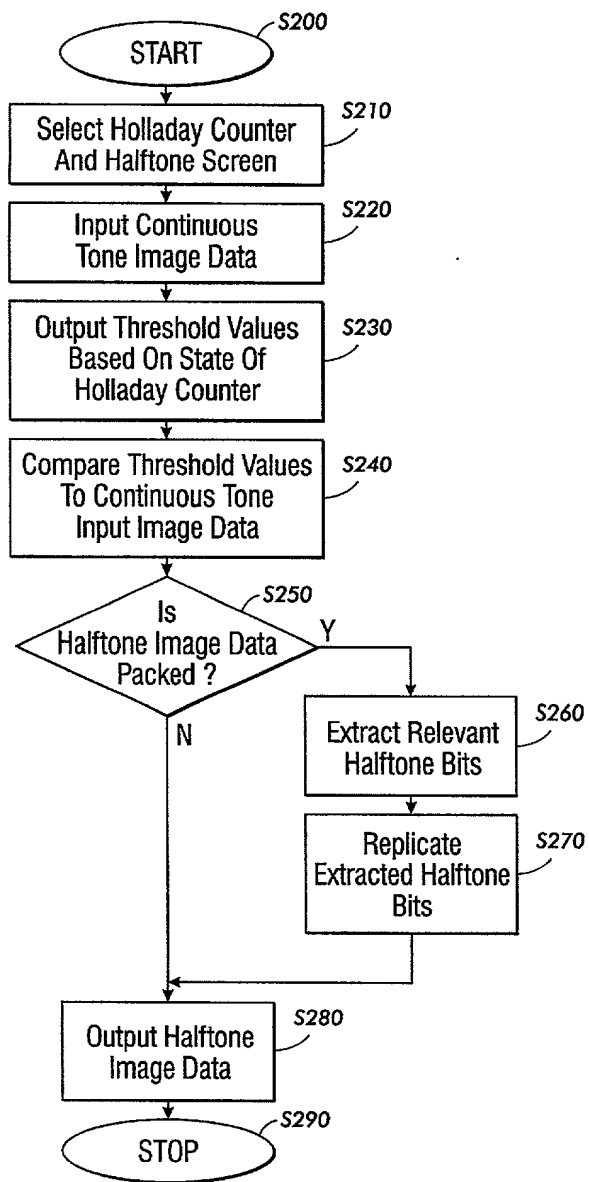 S200
START
S210
Select Holladay Counter
And Halftone Screen
S220
Input Continuous
Tone Image Data
S230
Output Threshold Values
Based On State Of
Holladay Counter
S240
Compare Threshold Values
To Continuous Tone
Input Image Data
S250
Is
Halftone Image Data
Packed ?
Y
N
S260
Extract Relevant
Halftone Bits
S270
Replicate
Extracted Halftone
Bits
S280
Output Halftone
Image Data
S290
STOP